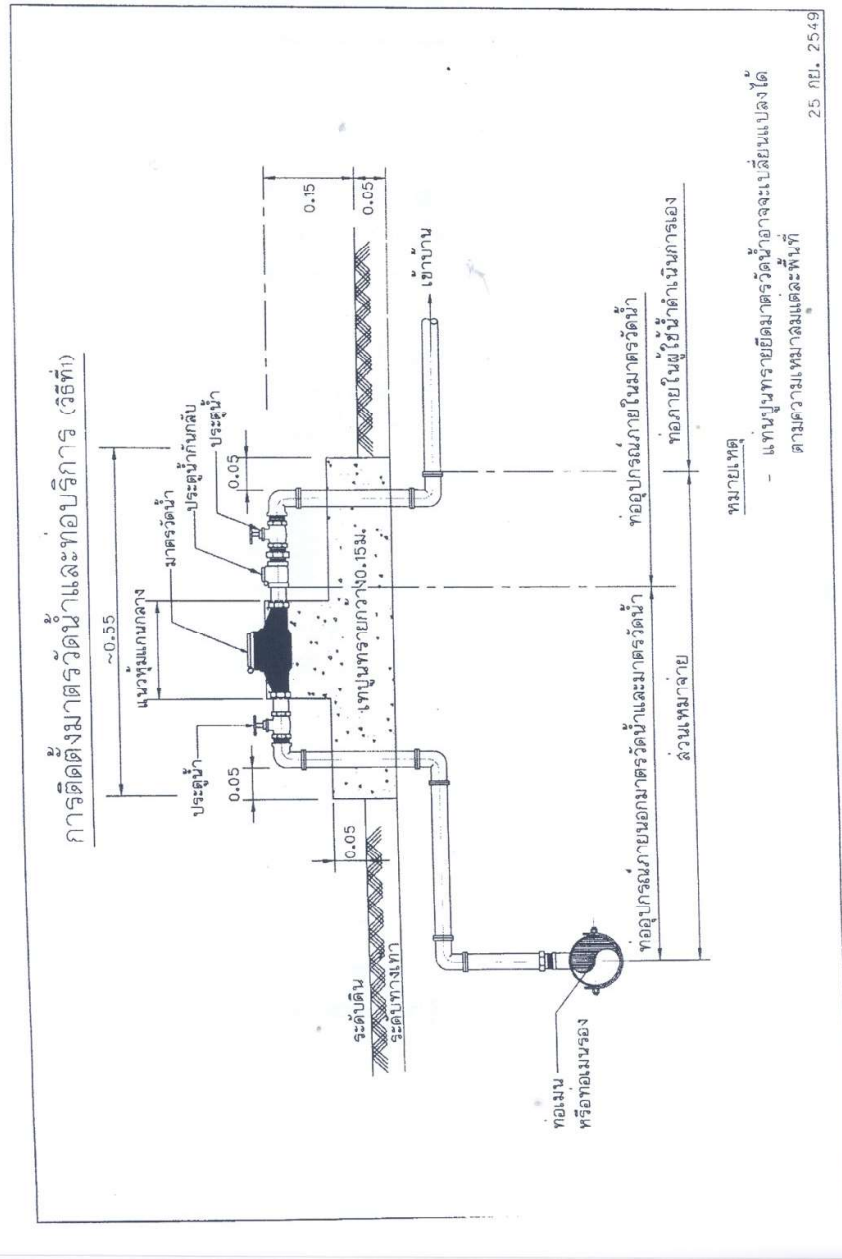 การติดตั้งมาตรวัดน้ำและท่อบริการ (วิธีที่1)
~0.55
แนวหุ้มแกนกลาง
มาตรวัดน้ำ
ประตูน้ำกันกลับ
ประตูน้ำ
ประตูน้ำ
0.05
0.05
0.15
0.05
0.05
เทปูนทรายกว้าง0.15ม.
เข้าบ้าน
ระดับดิน
ระดับทางเท้า
ท่อเมน
หรือท่อเมนรอง
ท่ออุปกรณ์ภายนอกมาตรวัดน้ำและมาตรวัดน้ำ
ท่ออุปกรณ์ภายในมาตรวัดน้ำ
ส่วนเหมาจ่าย
ท่อภายในผู้ใช้น้ำดำเนินการเอง
หมายเหตุ
- แท่นปูนทรายยึดมาตรวัดน้ำอาจจะเปลี่ยนแปลงได้
ตามความเหมาะสมแต่ละพื้นที่
25 กย. 2549